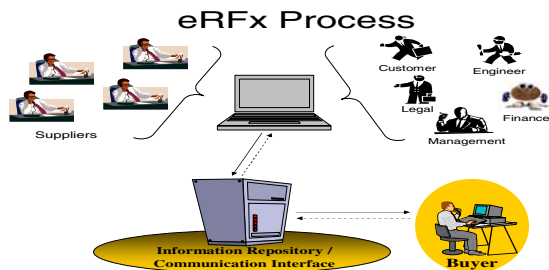 eRFx Process
Customer
Engineer
Legal
Finance
Suppliers
Management
Information Repository /
Communication Interface
Buyer